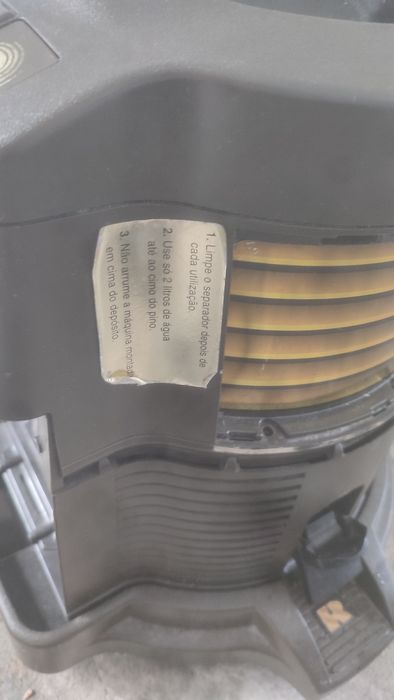 1. Limpe o separador depois de
cada utilização.
2. Use só 2 litros de água
até ao cimo do pino.
3. Não arrume a máquina montada
em cima do depósito.